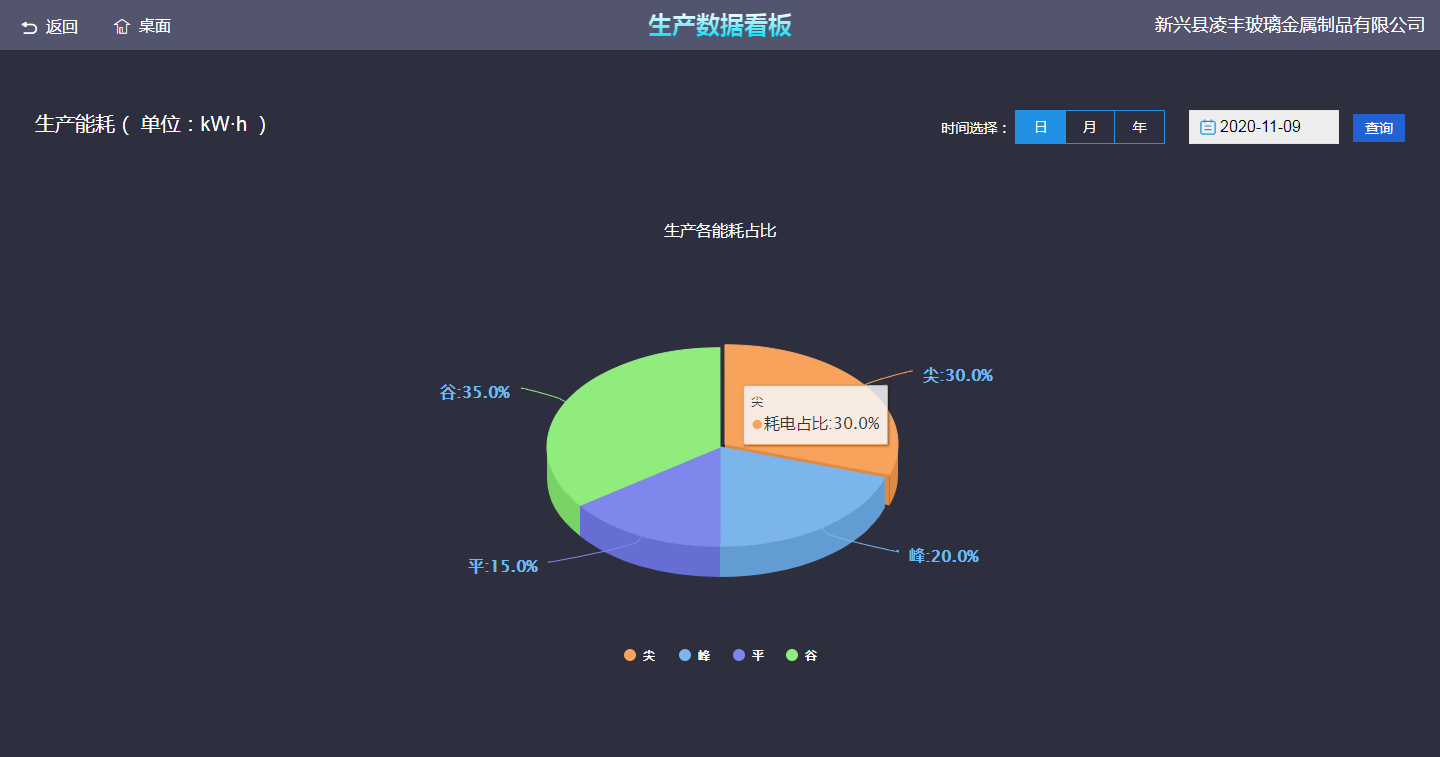 返回 桌面 生产数据看板 新兴县凌丰玻璃金属制品有限公司
生产能耗（ 单位：kW·h ） 时间选择： 日 月 年 2020-11-09 查询
生产各能耗占比
尖:30.0%
谷:35.0%
尖
耗电占比:30.0%
峰:20.0%
平:15.0%
尖 峰 平 谷